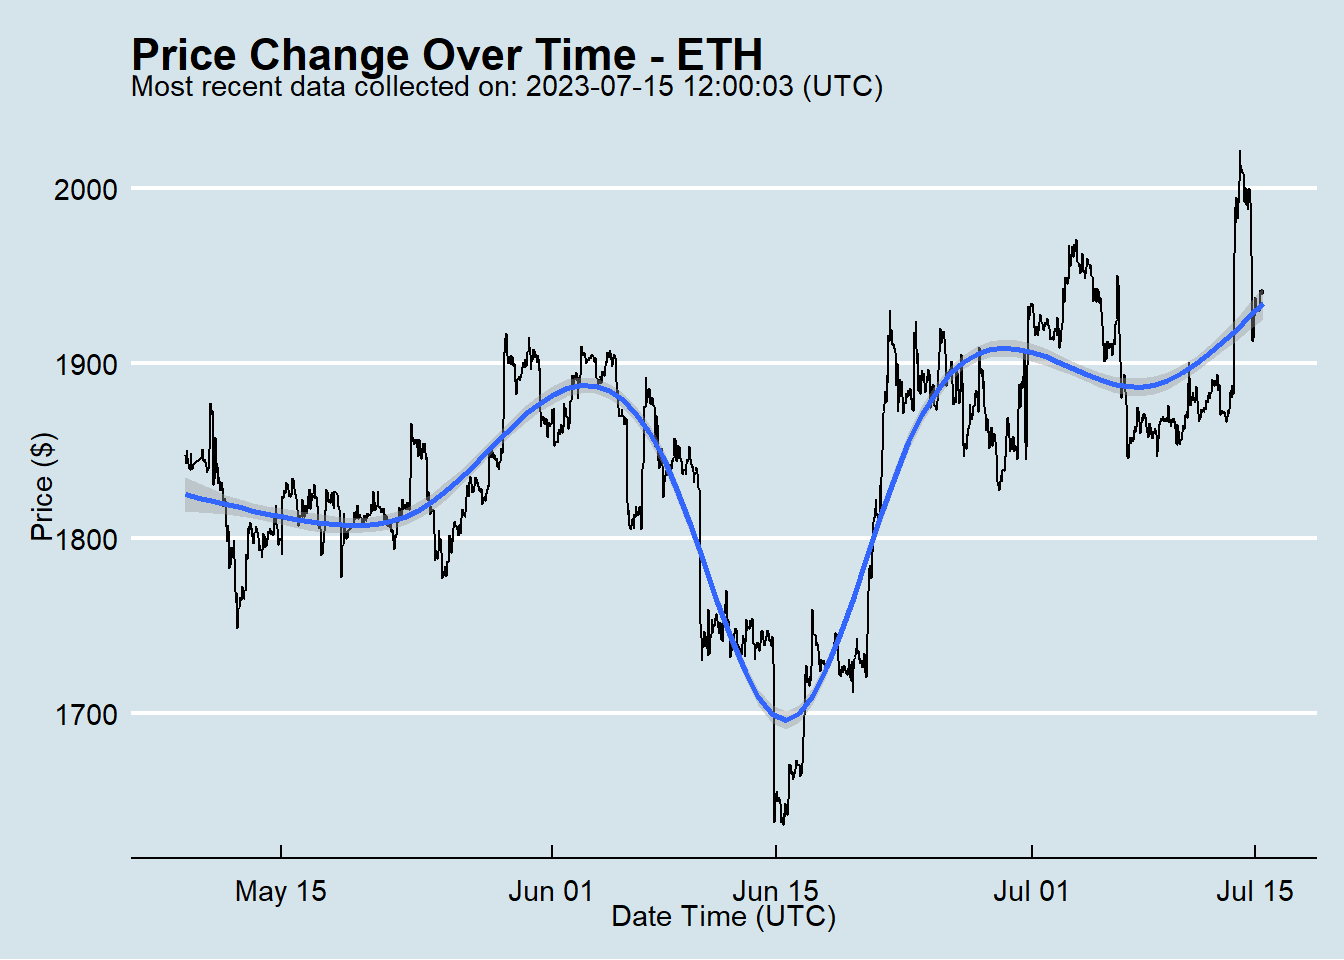 Price Change Over Time - ETH
Most recent data collected on: 2023-07-15 12:00:03 (UTC)
Price ($)
2000
1900
1800
1700
May 15 Jun 01 Jun 15 Jul 01 Jul 15
Date Time (UTC)